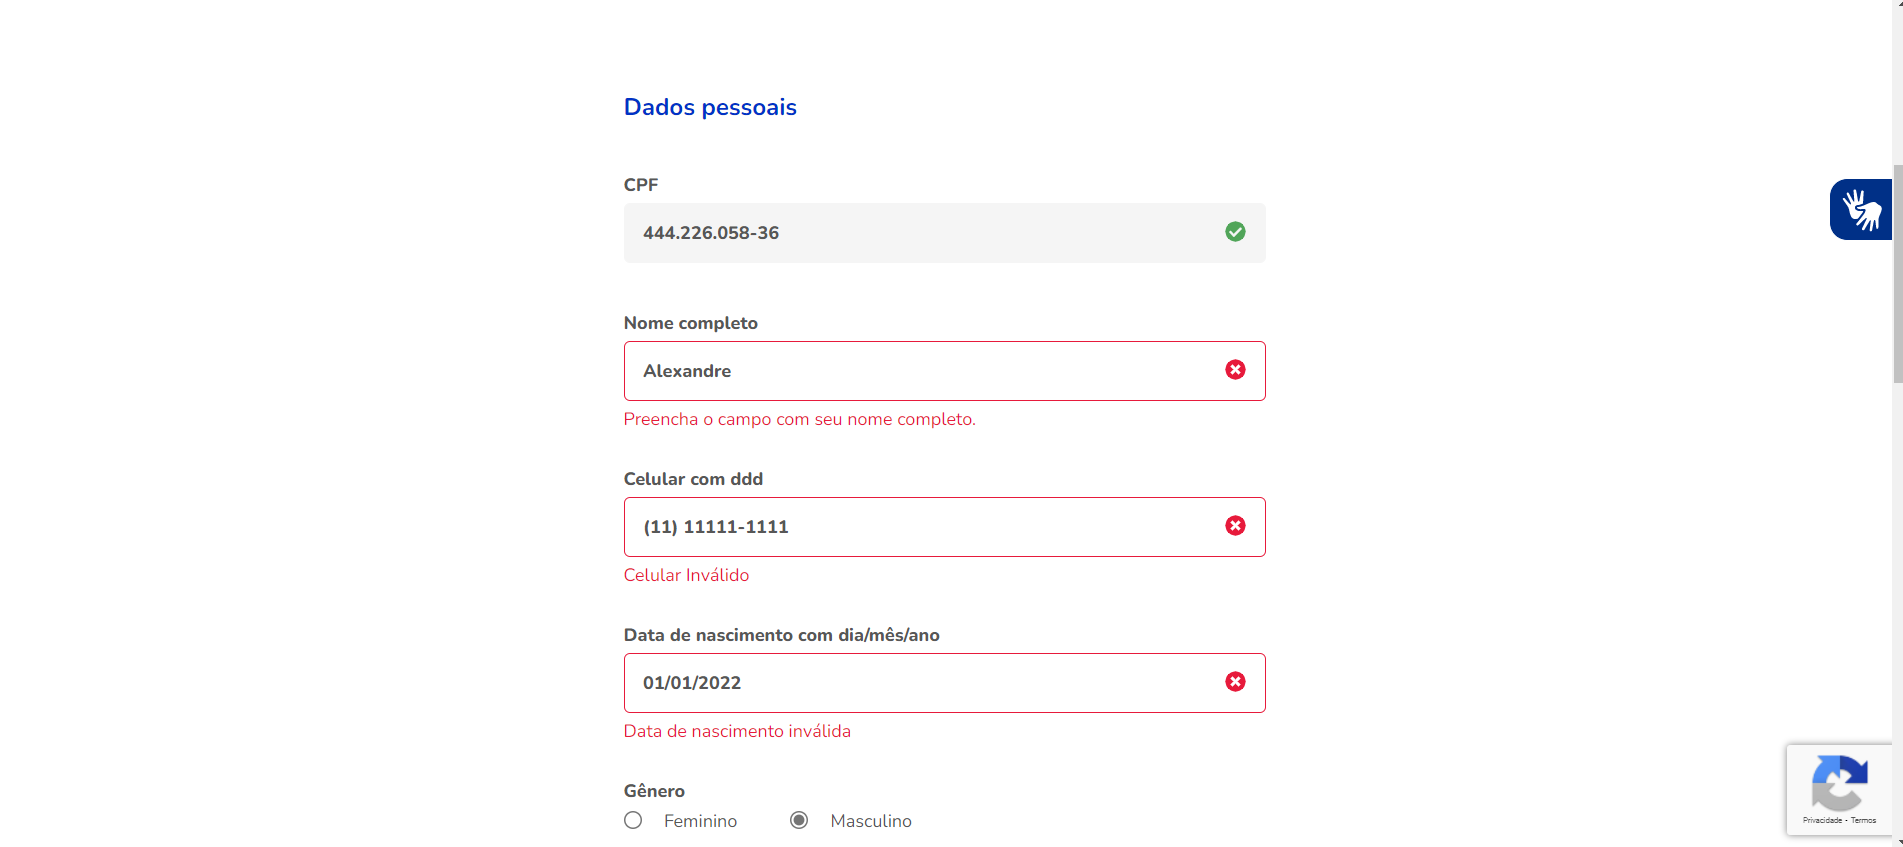 Dados pessoais
CPF
444.226.058-36
Nome completo
Alexandre
Preencha o campo com seu nome completo.
Celular com ddd
(11) 11111-1111
Celular Inválido
Data de nascimento com dia/mês/ano
01/01/2022
Data de nascimento inválida
Gênero
Feminino Masculino
Privacidade - Termos